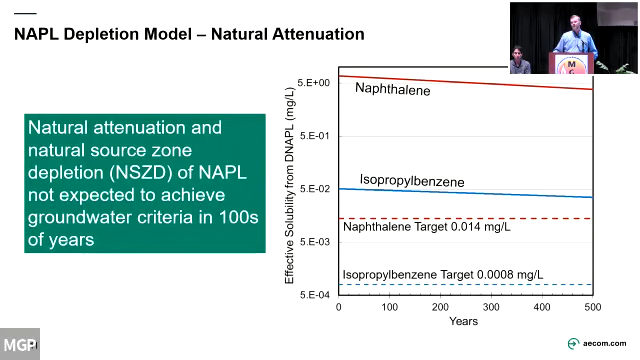 NAPL Depletion Model – Natural Attenuation
Natural attenuation and
natural source zone
depletion (NSZD) of NAPL
not expected to achieve
groundwater criteria in 100s
of years
Effective Solubility from DNAPL (mg/L)
5.E+00
5.E-01
5.E-02
5.E-03
5.E-04
Naphthalene
Isopropylbenzene
Naphthalene Target 0.014 mg/L
Isopropylbenzene Target 0.0008 mg/L
0 100 200 300 400 500
Years
MGP
aecom.com